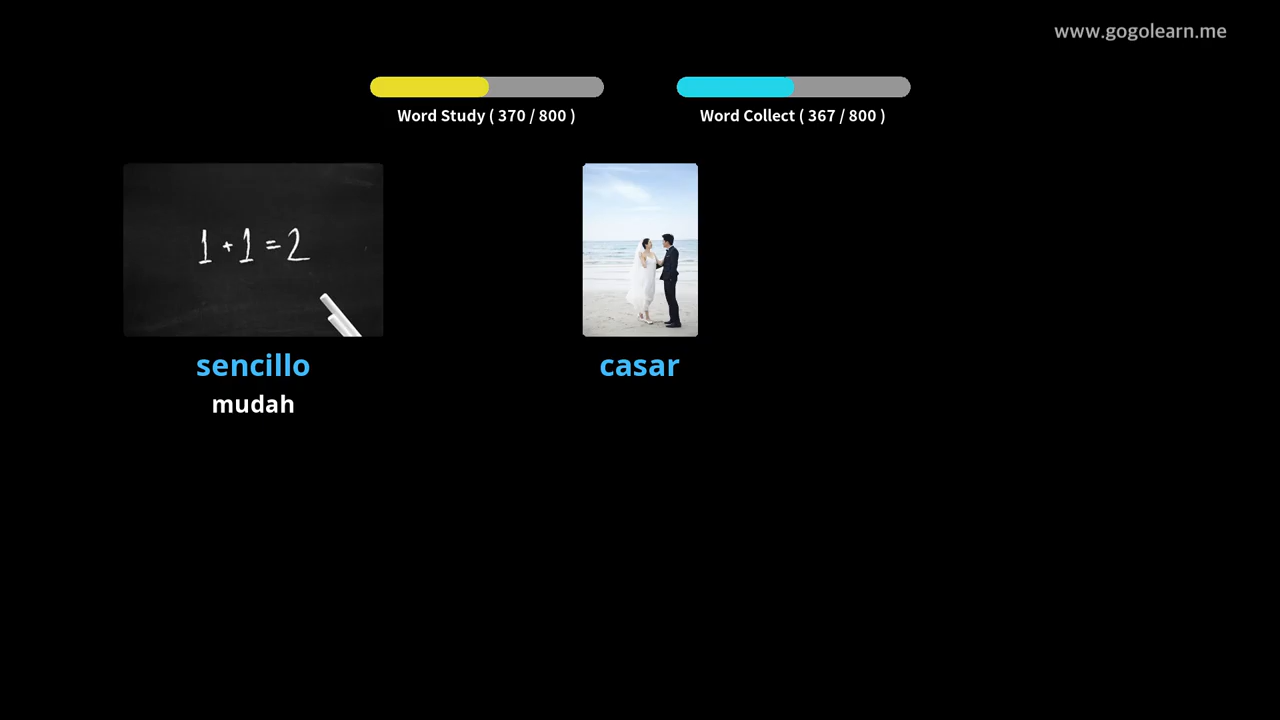 www.gogolearn.me
Word Study ( 370 / 800 )
Word Collect ( 367 / 800 )
1 + 1 = 2
sencillo
casar
mudah